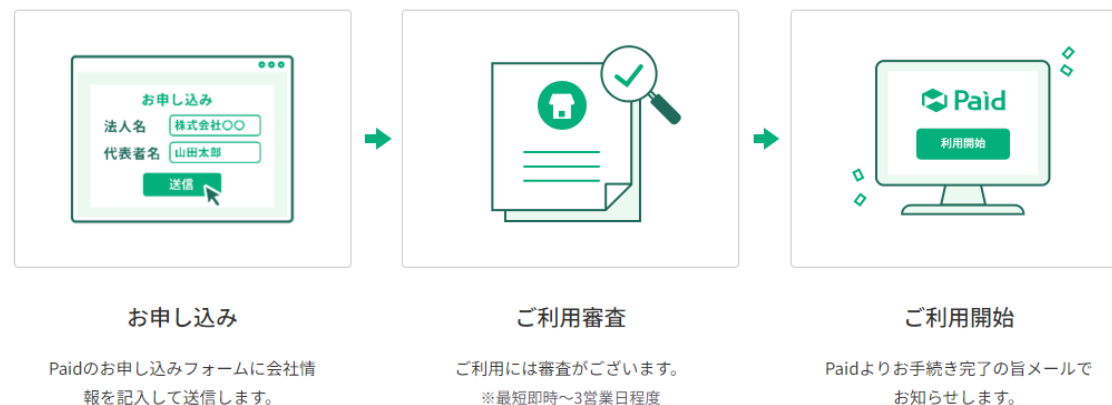 お申し込み
法人名 株式会社〇〇
代表者名 山田太郎
送信
Paid
利用開始
お申し込み
Paidのお申し込みフォームに会社情
報を記入して送信します。
ご利用審査
ご利用には審査がございます。
※最短即時～3営業日程度
ご利用開始
Paidよりお手続き完了の旨メールで
お知らせします。